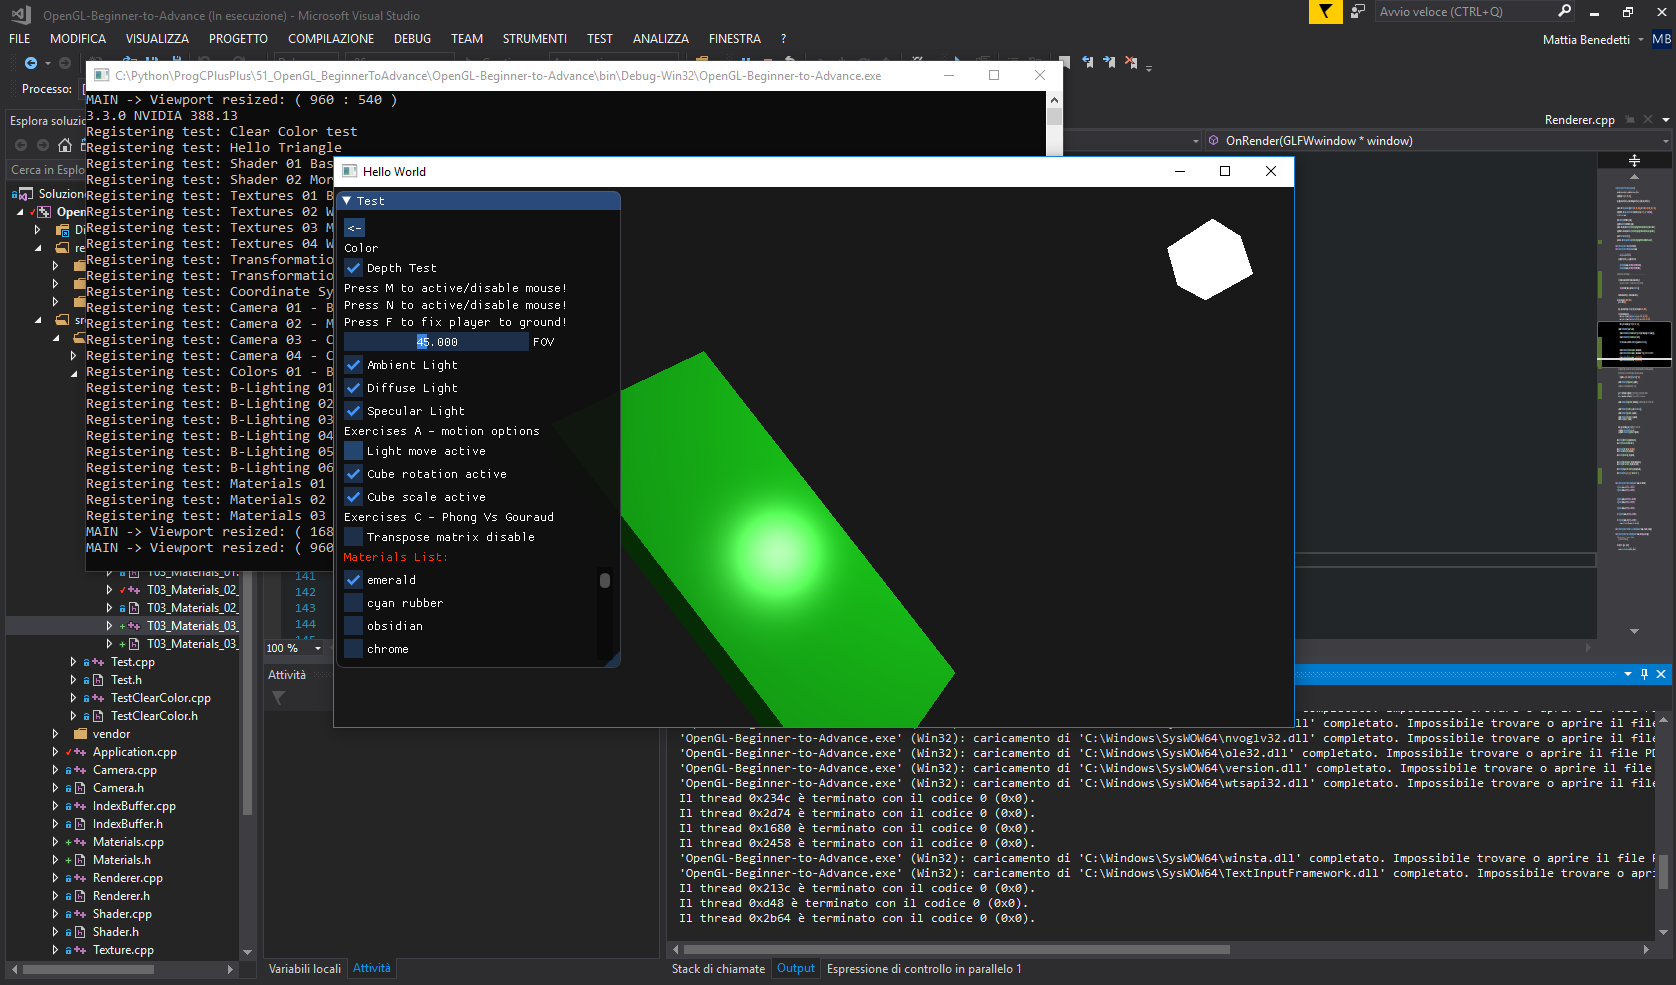 OpenGL-Beginner-to-Advance (In esecuzione) - Microsoft Visual Studio
Avvio veloce (CTRL+Q)
FILE MODIFICA VISUALIZZA PROGETTO COMPILAZIONE DEBUG TEAM STRUMENTI TEST ANALIZZA FINESTRA ?
Mattia Benedetti MB
Processo:
C:\Python\ProgCPlusPlus\51_OpenGL_BeginnerToAdvance\OpenGL-Beginner-to-Advance\bin\Debug-Win32\OpenGL-Beginner-to-Advance.exe
MAIN -> Viewport resized: ( 960 : 540 )
3.3.0 NVIDIA 388.13
Registering test: Clear Color test
Registering test: Hello Triangle
Registering test: Shader 01 Bas
Registering test: Shader 02 Mor
Registering test: Textures 01 B
Registering test: Textures 02 W
Registering test: Textures 03 M
Registering test: Textures 04 W
Registering test: Transformatio
Registering test: Transformatio
Registering test: Coordinate Sy
Registering test: Camera 01 - B
Registering test: Camera 02 - M
Registering test: Camera 03 - C
Registering test: Camera 04 - C
Registering test: Colors 01 - B
Registering test: B-Lighting 01
Registering test: B-Lighting 02
Registering test: B-Lighting 03
Registering test: B-Lighting 04
Registering test: B-Lighting 05
Registering test: B-Lighting 06
Registering test: Materials 01
Registering test: Materials 02
Registering test: Materials 03
MAIN -> Viewport resized: ( 168
MAIN -> Viewport resized: ( 960
Esplora soluzio
Cerca in Esplo
Soluzione
Open
Di
re
sr
Renderer.cpp
OnRender(GLFWwindow * window)
Hello World
Test
<-
Color
Depth Test
Press M to active/disable mouse!
Press N to active/disable mouse!
Press F to fix player to ground!
45.000 FOV
Ambient Light
Diffuse Light
Specular Light
Exercises A - motion options
Light move active
Cube rotation active
Cube scale active
Exercises C - Phong Vs Gouraud
Transpose matrix disable
Materials List:
emerald
cyan rubber
obsidian
chrome
141
142
143
144
145
100 %
T03_Materials_01.
T03_Materials_02_
T03_Materials_02_
T03_Materials_03_
T03_Materials_03_
Test.cpp
Test.h
TestClearColor.cpp
TestClearColor.h
vendor
Application.cpp
Camera.cpp
Camera.h
IndexBuffer.cpp
IndexBuffer.h
Materials.cpp
Materials.h
Renderer.cpp
Renderer.h
Shader.cpp
Shader.h
Texture.cpp
Attività
Variabili locali Attività
ll' completato. Impossibile trovare o aprire il file
'OpenGL-Beginner-to-Advance.exe' (Win32): caricamento di 'C:\Windows\SysWOW64\nvoglv32.dll' completato. Impossibile trovare o aprire il
'OpenGL-Beginner-to-Advance.exe' (Win32): caricamento di 'C:\Windows\SysWOW64\ole32.dll' completato. Impossibile trovare o aprire il file PD
'OpenGL-Beginner-to-Advance.exe' (Win32): caricamento di 'C:\Windows\SysWOW64\version.dll' completato. Impossibile trovare o aprire il file
'OpenGL-Beginner-to-Advance.exe' (Win32): caricamento di 'C:\Windows\SysWOW64\wtsapi32.dll' completato. Impossibile trovare o aprire il file
Il thread 0x234c è terminato con il codice 0 (0x0).
Il thread 0x2d74 è terminato con il codice 0 (0x0).
Il thread 0x1680 è terminato con il codice 0 (0x0).
Il thread 0x2458 è terminato con il codice 0 (0x0).
'OpenGL-Beginner-to-Advance.exe' (Win32): caricamento di 'C:\Windows\SysWOW64\winsta.dll' completato. Impossibile trovare o aprire il file
'OpenGL-Beginner-to-Advance.exe' (Win32): caricamento di 'C:\Windows\SysWOW64\TextInputFramework.dll' completato. Impossibile trovare o apri
Il thread 0x213c è terminato con il codice 0 (0x0).
Il thread 0xd48 è terminato con il codice 0 (0x0).
Il thread 0x2b64 è terminato con il codice 0 (0x0).
Stack di chiamate Output Espressione di controllo in parallelo 1